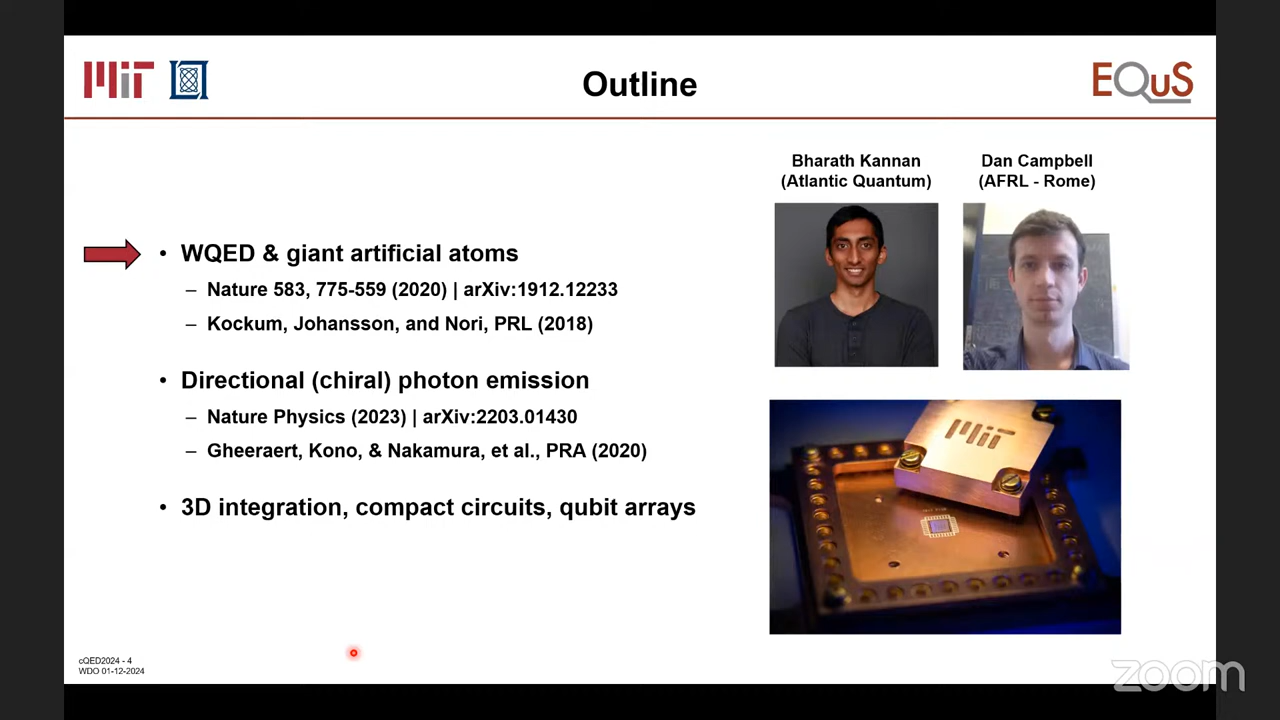 MIT
Outline
EQuS
Bharath Kannan
(Atlantic Quantum)
Dan Campbell
(AFRL - Rome)
• WQED & giant artificial atoms
– Nature 583, 775-559 (2020) | arXiv:1912.12233
– Kockum, Johansson, and Nori, PRL (2018)
• Directional (chiral) photon emission
– Nature Physics (2023) | arXiv:2203.01430
– Gheeraert, Kono, & Nakamura, et al., PRA (2020)
• 3D integration, compact circuits, qubit arrays
MIT
cQED2024 - 4
WDO 01-12-2024
zoom